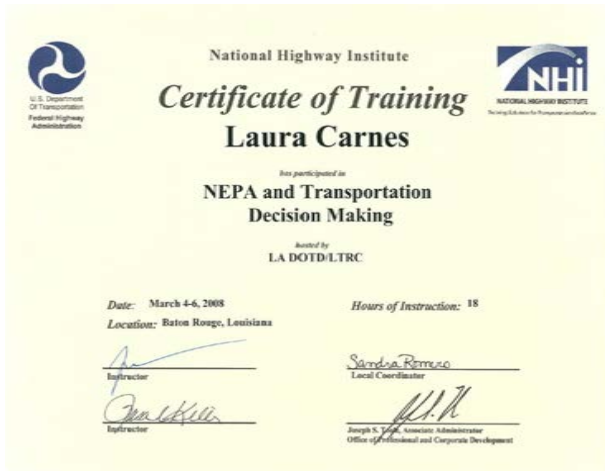 National Highway Institute
U.S. Department
Of Transportation
Federal Highway
Administration
NHI
NATIONAL HIGHWAY INSTITUTE
Certificate of Training
Laura Carnes
has participated in
NEPA and Transportation
Decision Making
hosted by
LA DOTD/LTRC
Date: March 4-6, 2008
Hours of Instruction: 18
Location: Baton Rouge, Louisiana
Sandra Romero
Instructor
Local Coordinator
Instructor
Joseph S. Associate Administrator
Office of Professional and Corporate Development